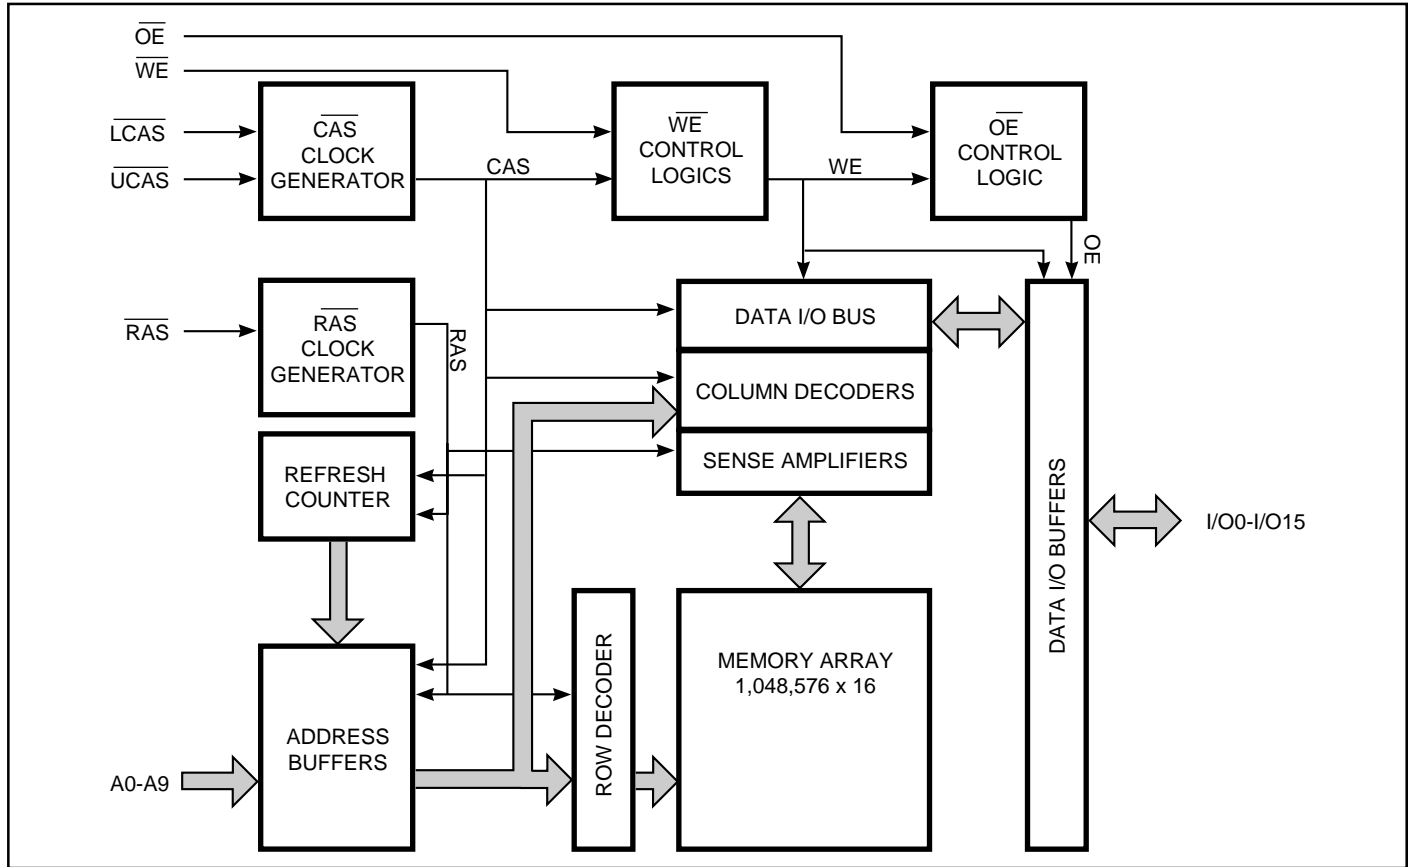 OE
WE
LCAS
UCAS
CAS
CLOCK
GENERATOR
CAS
WE
CONTROL
LOGICS
WE
OE
CONTROL
LOGIC
OE
RAS
RAS
CLOCK
GENERATOR
RAS
DATA I/O BUS
COLUMN DECODERS
SENSE AMPLIFIERS
REFRESH
COUNTER
DATA I/O BUFFERS
I/O0-I/O15
ROW DECODER
MEMORY ARRAY
1,048,576 x 16
ADDRESS
BUFFERS
A0-A9